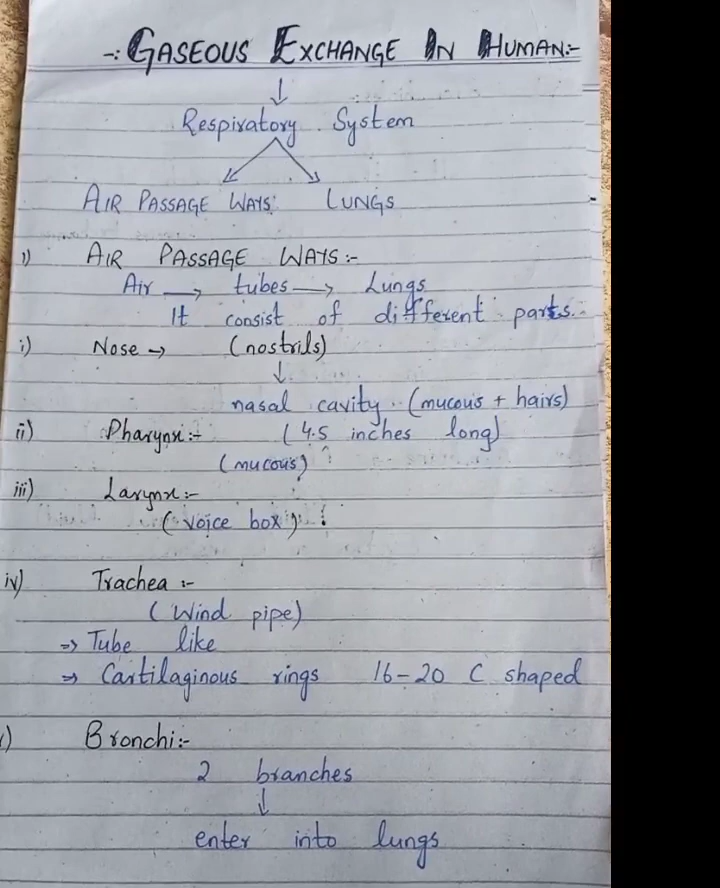 -: GASEOUS EXCHANGE IN HUMAN:-
↓
Respiratory System
AIR PASSAGE WAYS: LUNGS
1) AIR PASSAGE WAYS :-
Air → tubes → Lungs
It consist of different parts.
i) Nose → (nostrils)
↓
nasal cavity (mucous + hairs)
ii) Pharynx :- (4.5 inches long)
(mucous)
iii) Larynx :-
(voice box)
iv) Trachea :-
(Wind pipe)
⇒ Tube like
⇒ Cartilaginous rings 16-20 C shaped
) Bronchi:-
2 branches
↓
enter into lungs